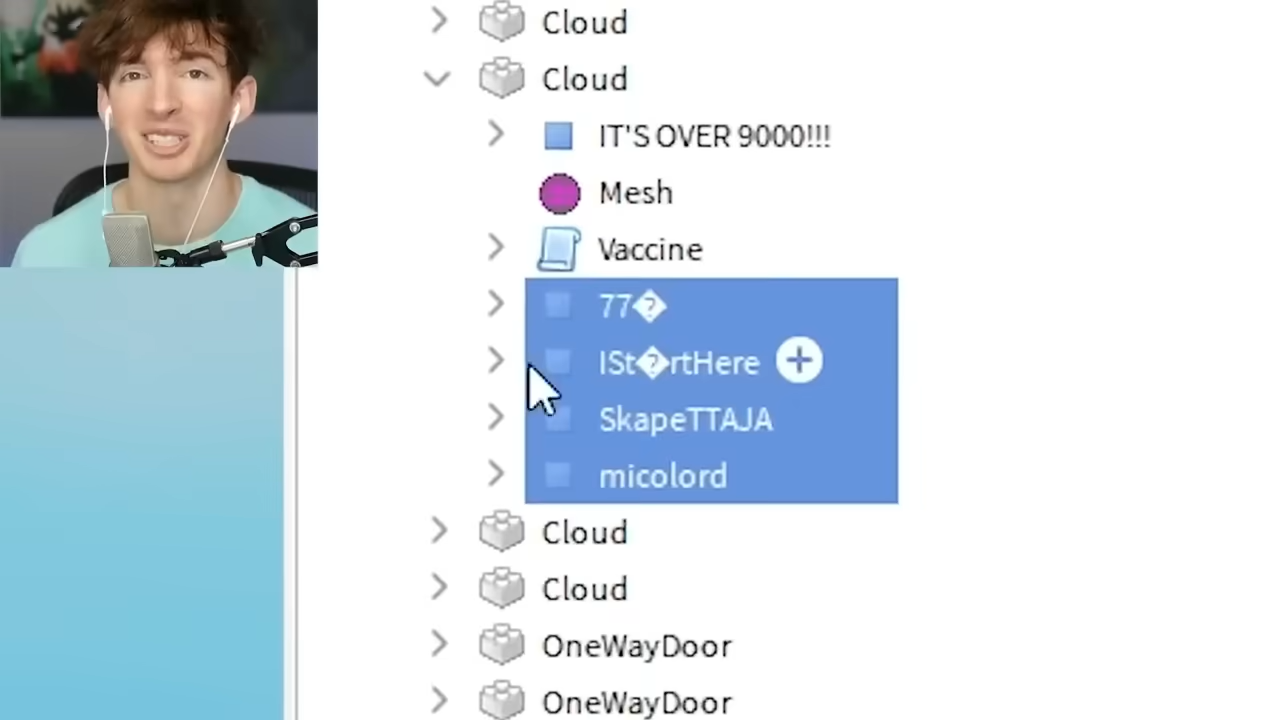 Cloud
Cloud
IT'S OVER 9000!!!
Mesh
Vaccine
77�
ISt�rtHere
SkapeTTAJA
micolord
Cloud
Cloud
OneWayDoor
OneWayDoor